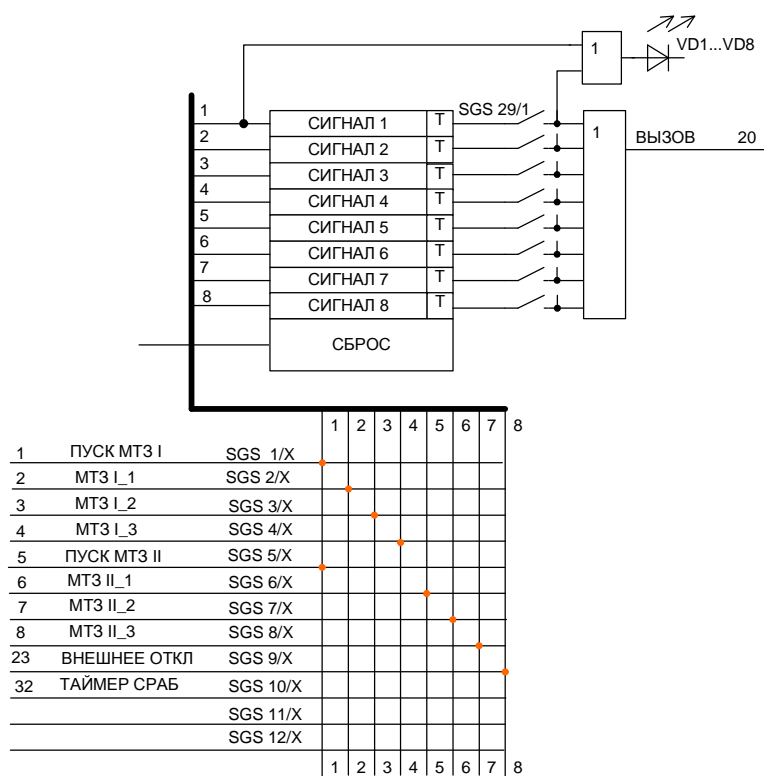 1 VD1...VD8
1 СИГНАЛ 1 T SGS 29/1
2 СИГНАЛ 2 T 1 ВЫЗОВ 20
3 СИГНАЛ 3 T
4 СИГНАЛ 4 T
5 СИГНАЛ 5 T
6 СИГНАЛ 6 T
7 СИГНАЛ 7 T
8 СИГНАЛ 8 T
СБРОС
1 2 3 4 5 6 7 8
1 ПУСК МТЗ I SGS 1/X
2 МТЗ I_1 SGS 2/X
3 МТЗ I_2 SGS 3/X
4 МТЗ I_3 SGS 4/X
5 ПУСК МТЗ II SGS 5/X
6 МТЗ II_1 SGS 6/X
7 МТЗ II_2 SGS 7/X
8 МТЗ II_3 SGS 8/X
23 ВНЕШНЕЕ ОТКЛ SGS 9/X
32 ТАЙМЕР СРАБ SGS 10/X
SGS 11/X
SGS 12/X
1 2 3 4 5 6 7 8